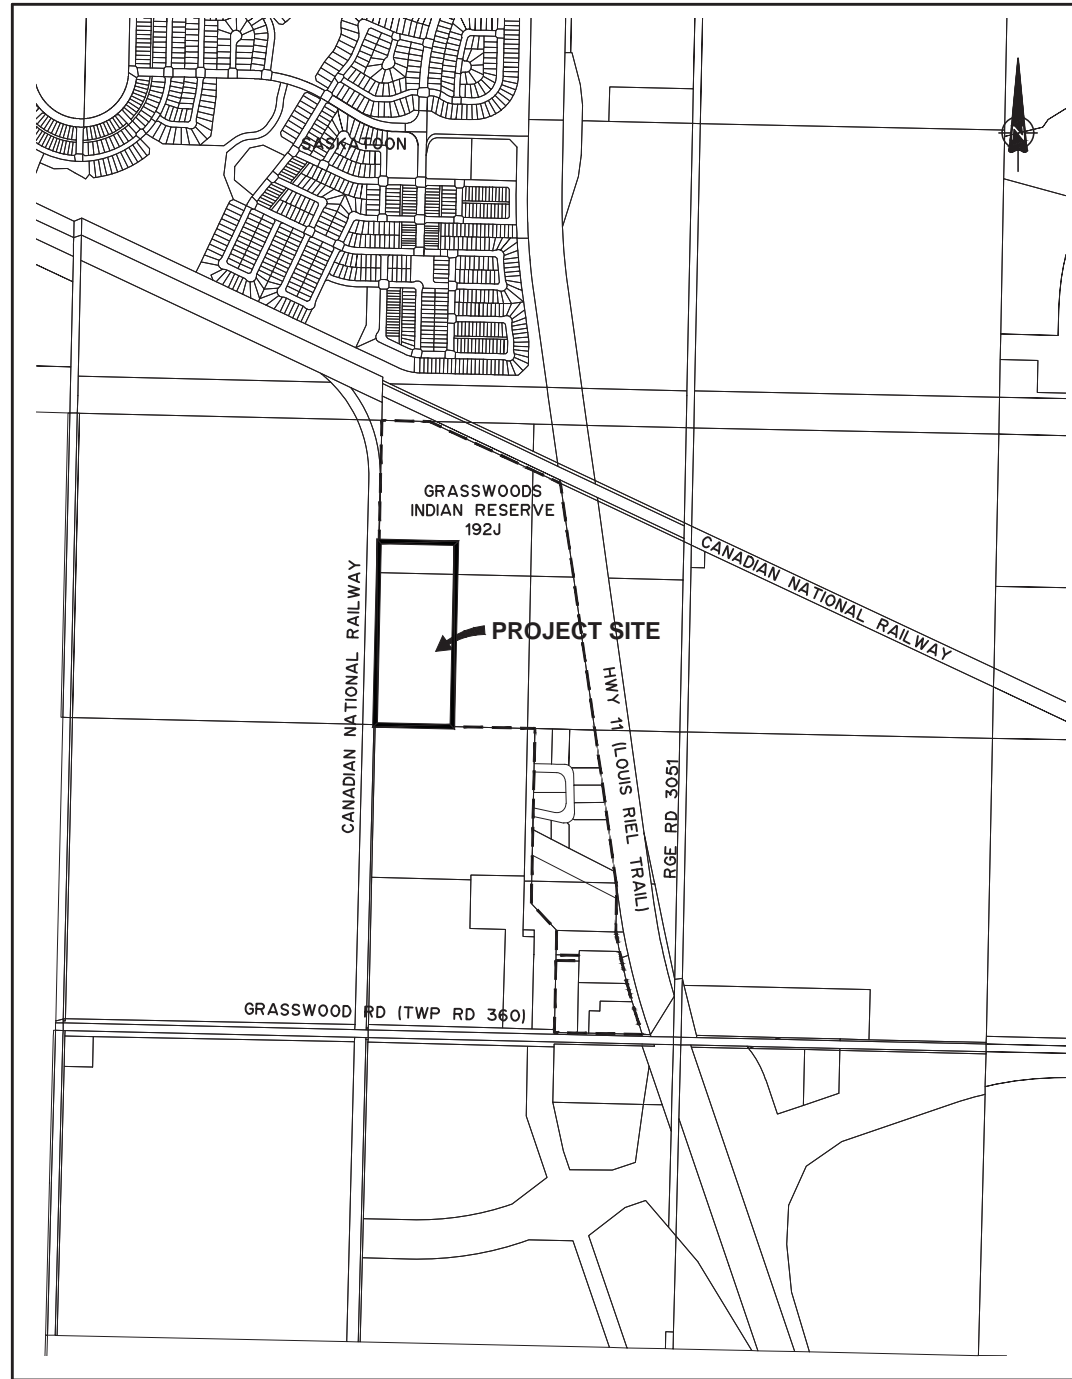 SASKATOON
N
GRASSWOODS
INDIAN RESERVE
192J
CANADIAN NATIONAL RAILWAY
PROJECT SITE
CANADIAN NATIONAL RAILWAY
HWY 11 (LOUIS RIEL TRAIL)
RGE RD 3051
GRASSWOOD RD (TWP RD 360)